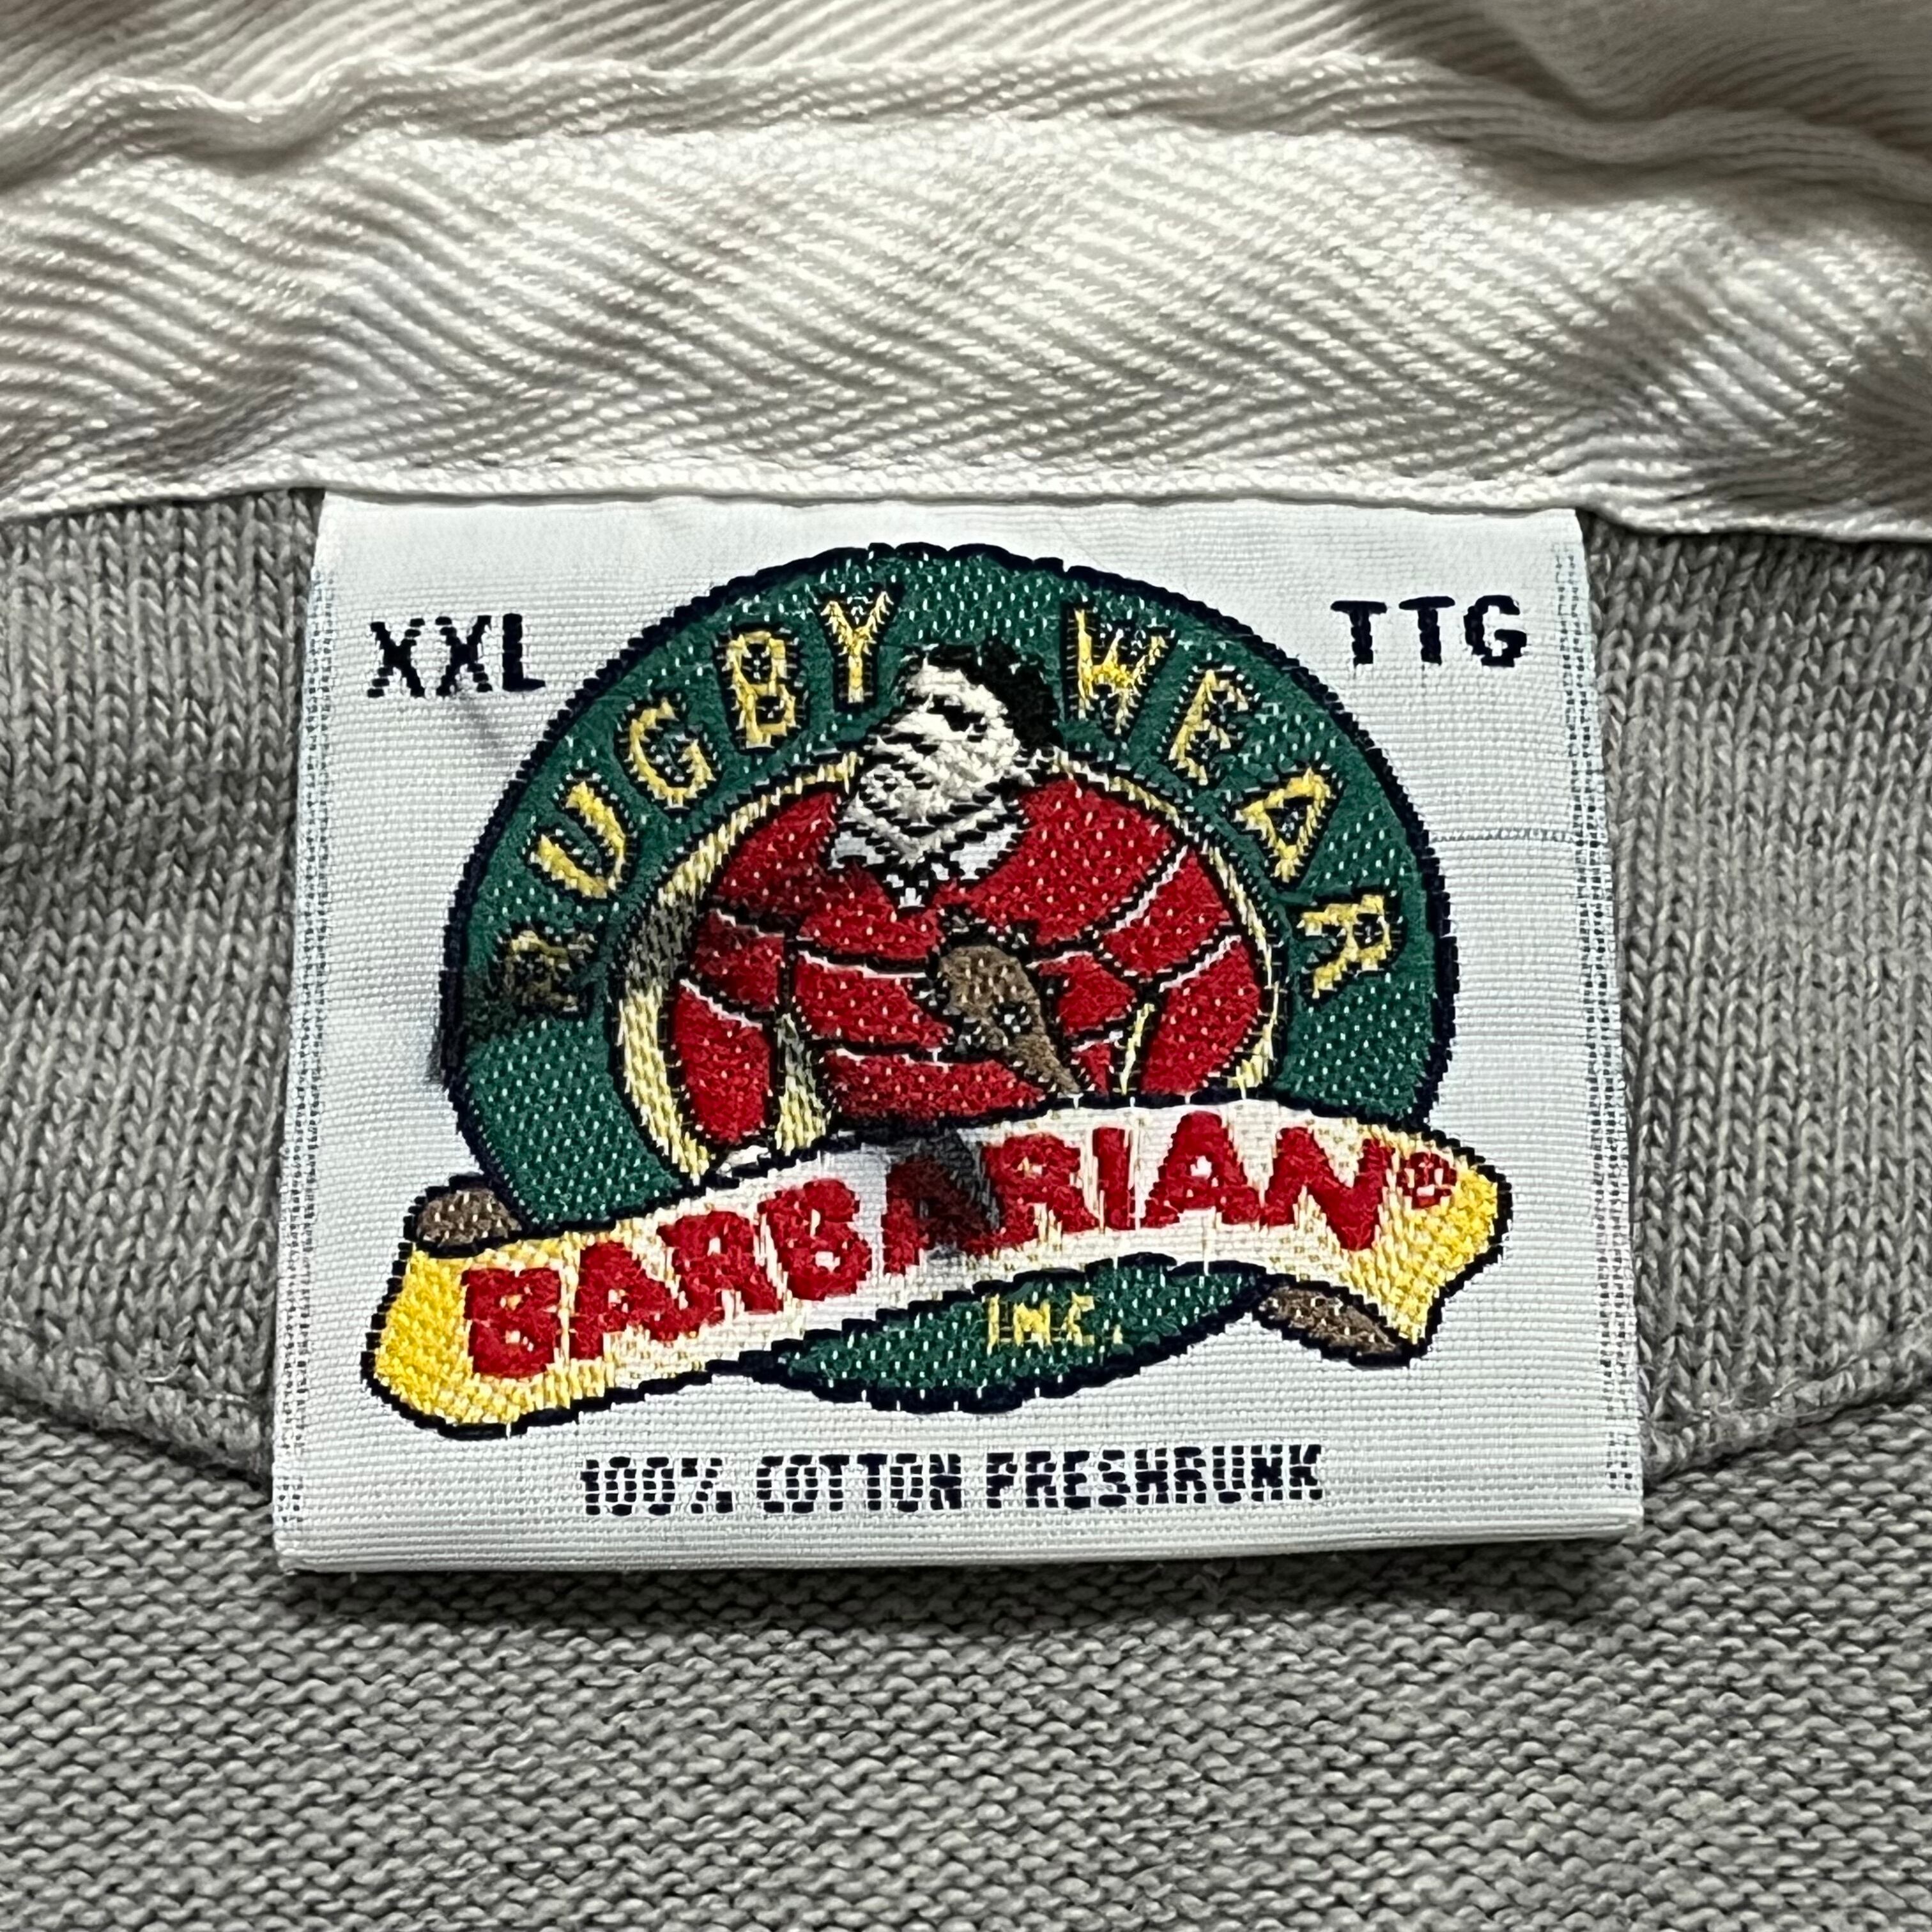 XXL
TTG
RUGBY WEAR
BARBARIAN®
INC.
100% COTTON PRESHRUNK